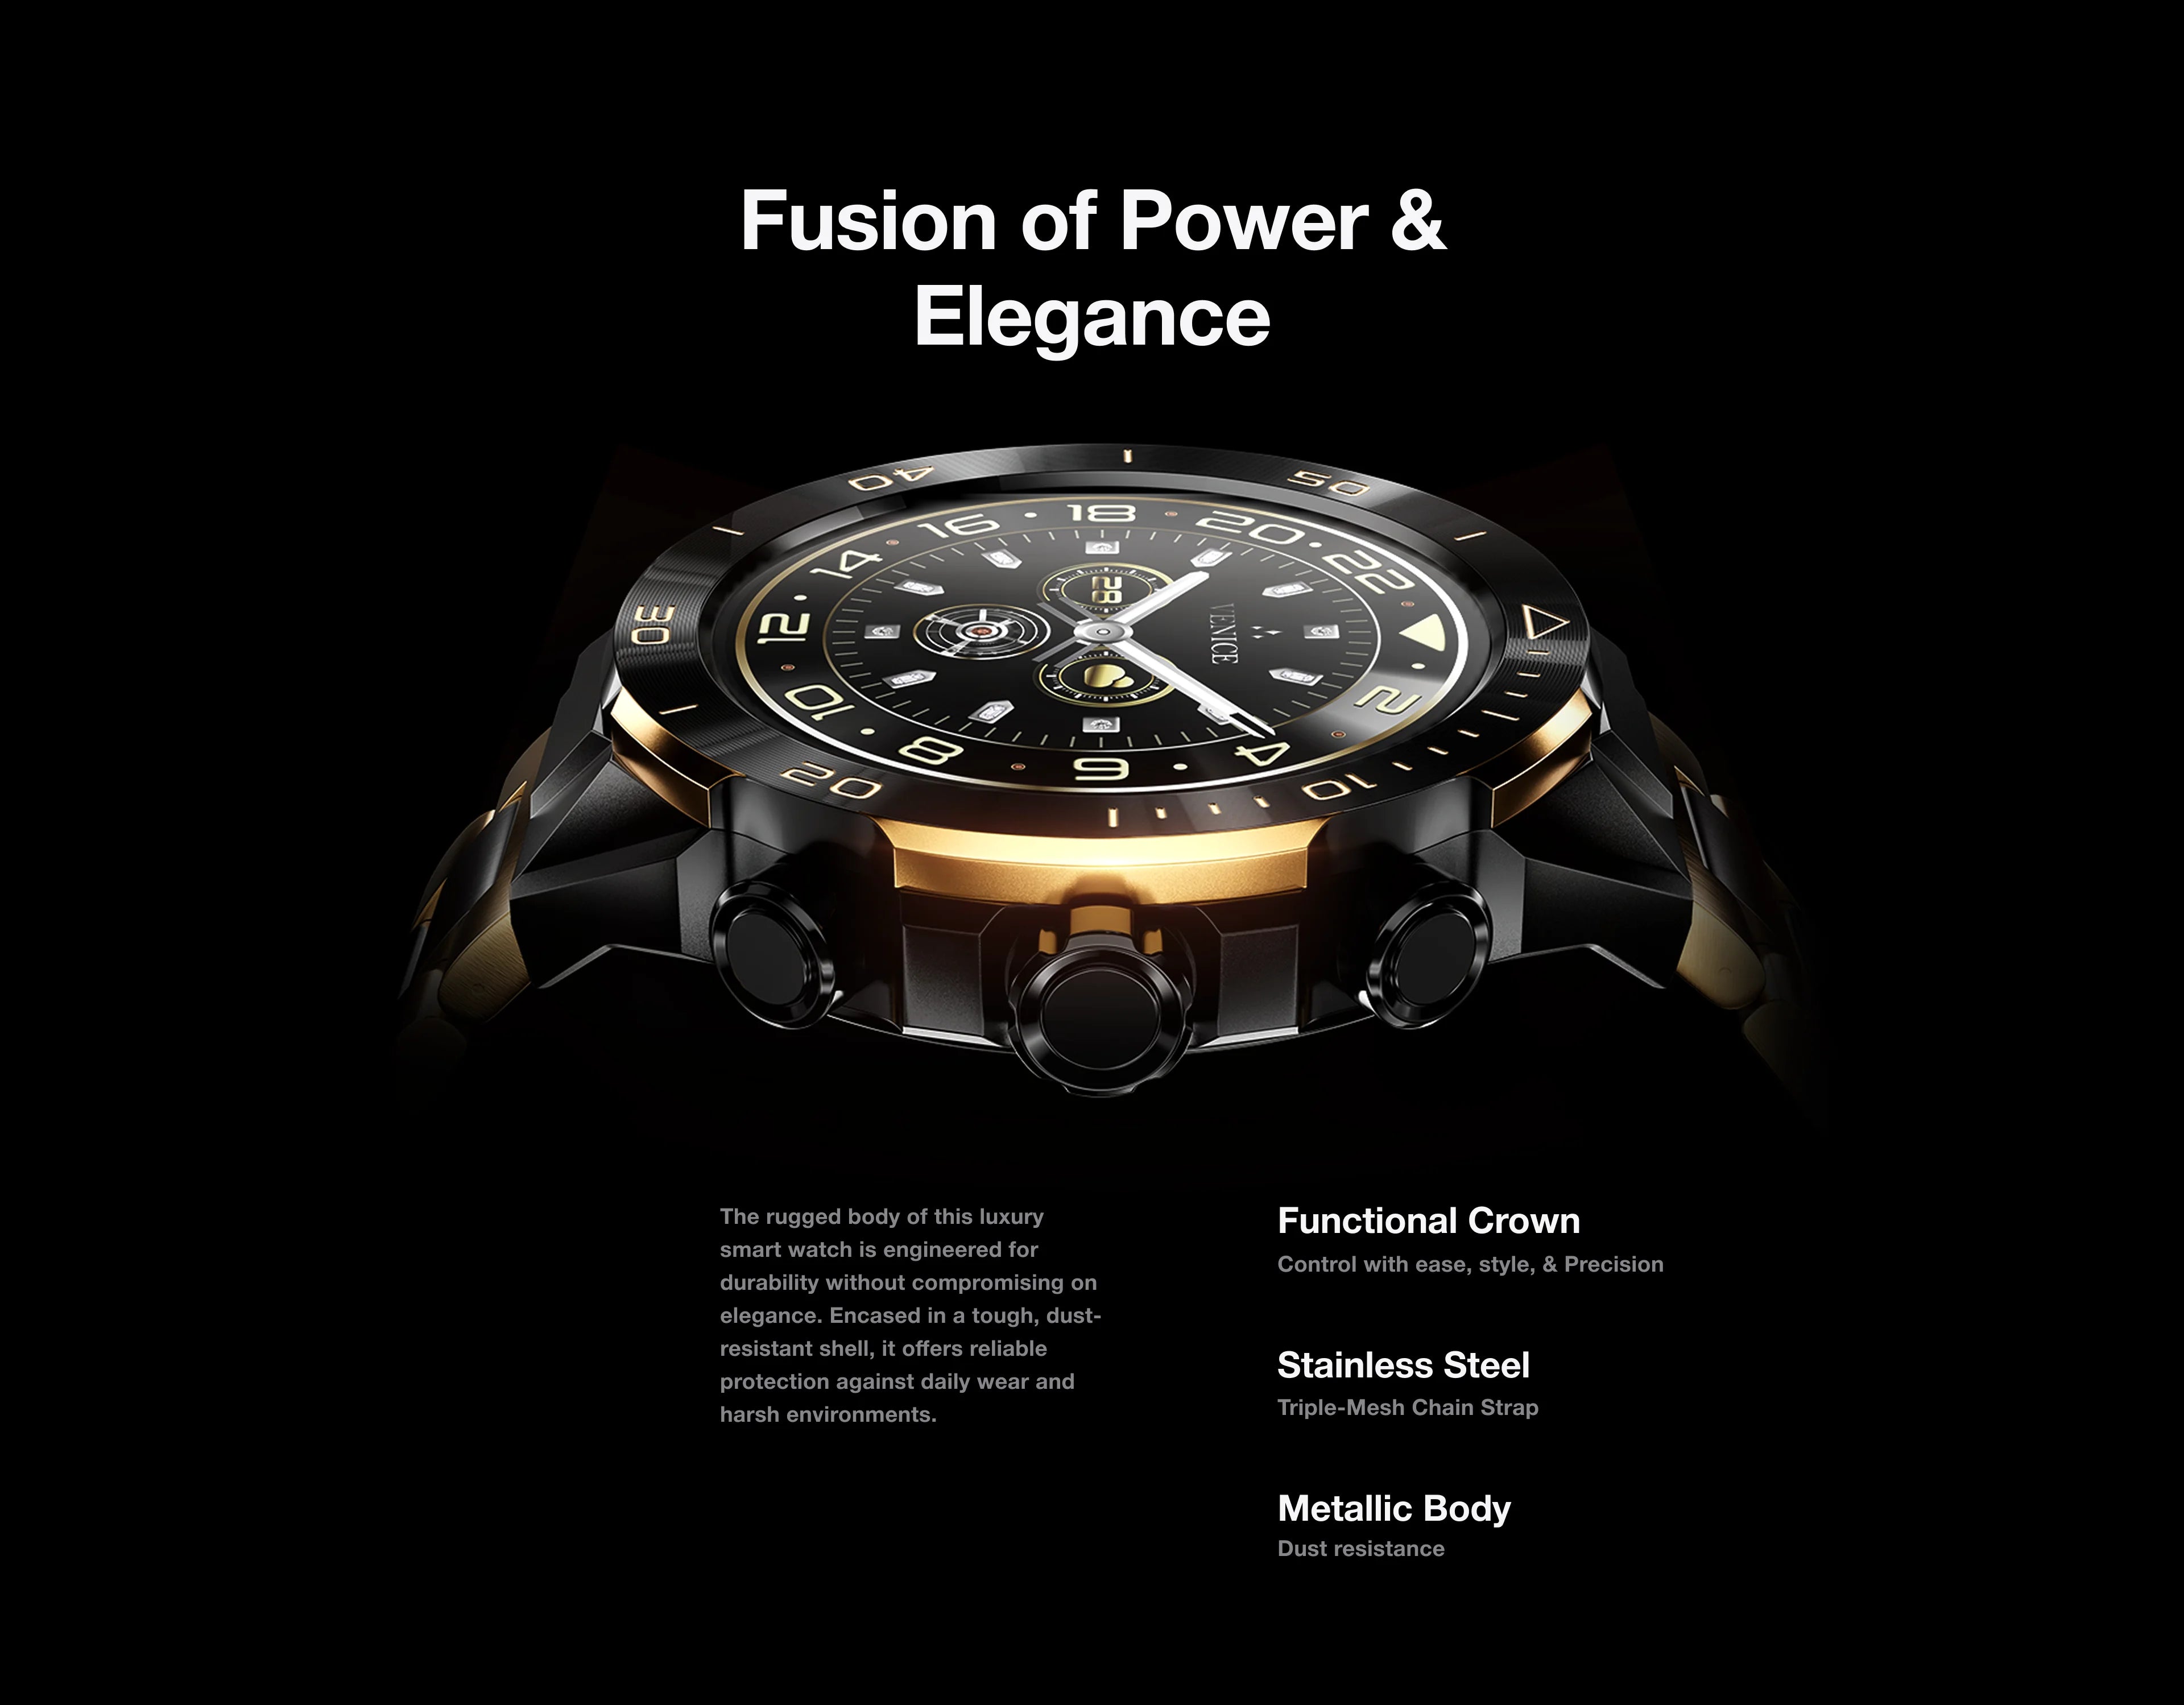 Fusion of Power &
Elegance
40
50
30
20
10
18
20
22
16
14
12
10
8
6
4
2
28
VENICE
The rugged body of this luxury
smart watch is engineered for
durability without compromising on
elegance. Encased in a tough, dust-
resistant shell, it offers reliable
protection against daily wear and
harsh environments.
Functional Crown
Control with ease, style, & Precision
Stainless Steel
Triple-Mesh Chain Strap
Metallic Body
Dust resistance